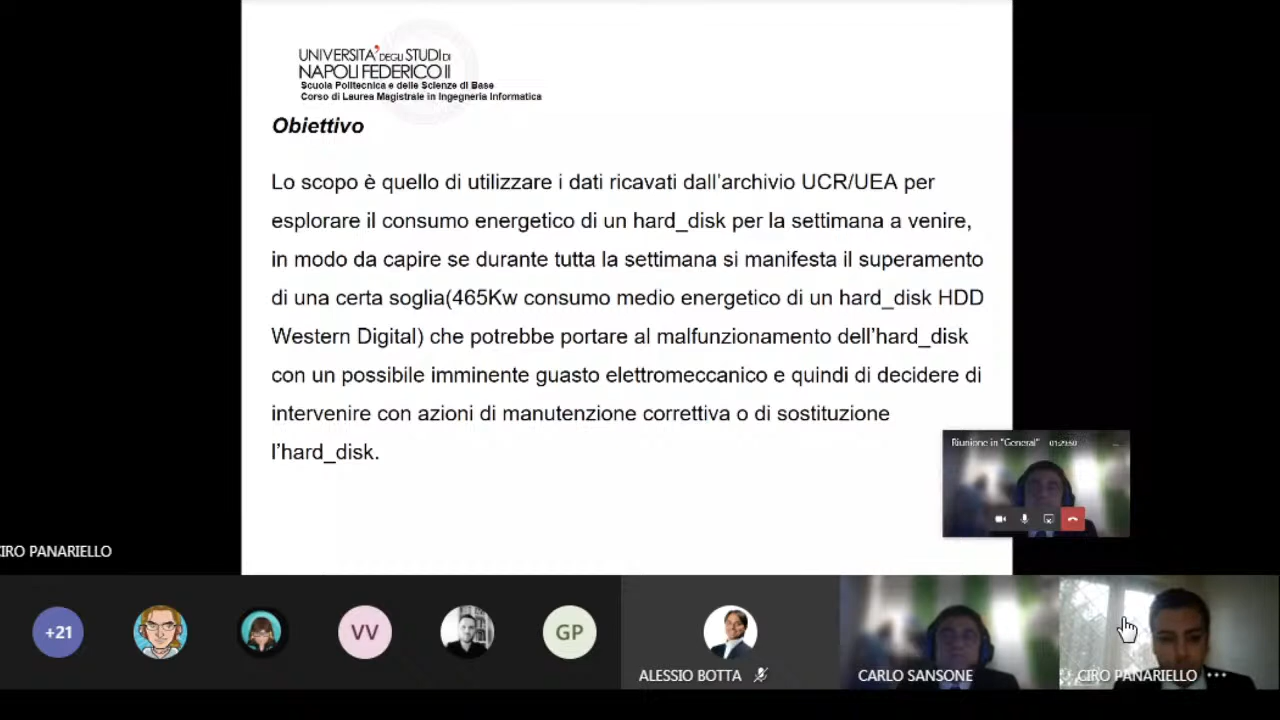 UNIVERSITA' DEGLI STUDI DI
NAPOLI FEDERICO II
Scuola Politecnica e delle Scienze di Base
Corso di Laurea Magistrale in Ingegneria Informatica
Obiettivo
Lo scopo è quello di utilizzare i dati ricavati dall'archivio UCR/UEA per
esplorare il consumo energetico di un hard_disk per la settimana a venire,
in modo da capire se durante tutta la settimana si manifesta il superamento
di una certa soglia(465Kw consumo medio energetico di un hard_disk HDD
Western Digital) che potrebbe portare al malfunzionamento dell'hard_disk
con un possibile imminente guasto elettromeccanico e quindi di decidere di
intervenire con azioni di manutenzione correttiva o di sostituzione
l'hard_disk.
Riunione in "General"
CIRO PANARIELLO
+21
VV
GP
ALESSIO BOTTA
CARLO SANSONE
CIRO PANARIELLO